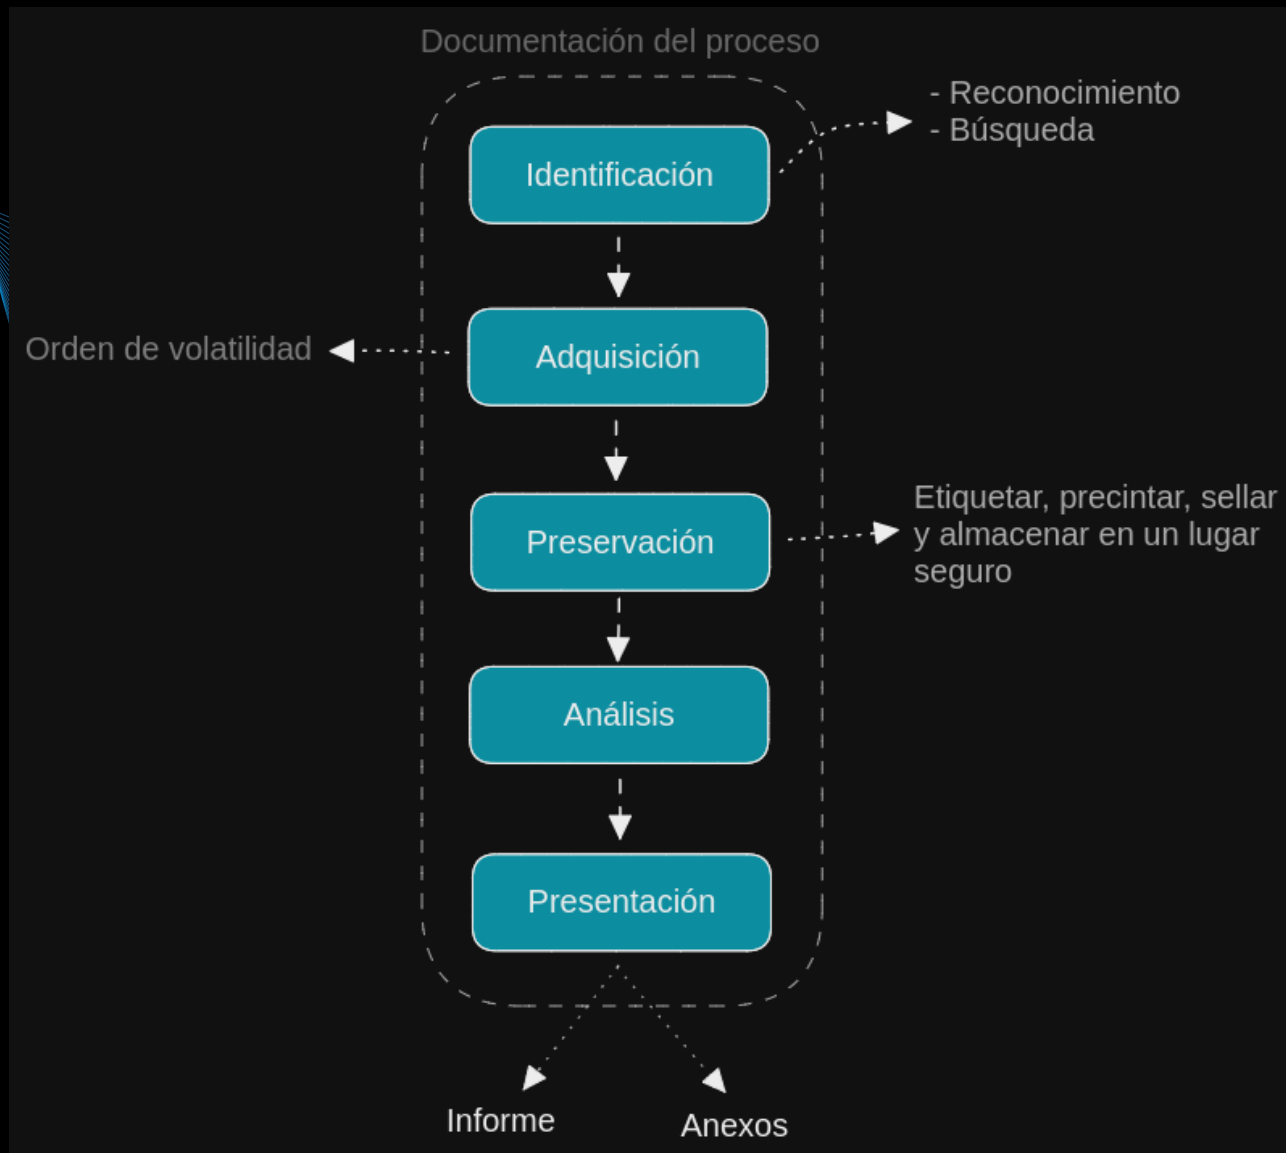 Documentación del proceso
- Reconocimiento
- Búsqueda
Identificación
Orden de volatilidad
Adquisición
Etiquetar, precintar, sellar
y almacenar en un lugar
seguro
Preservación
Análisis
Presentación
Informe
Anexos